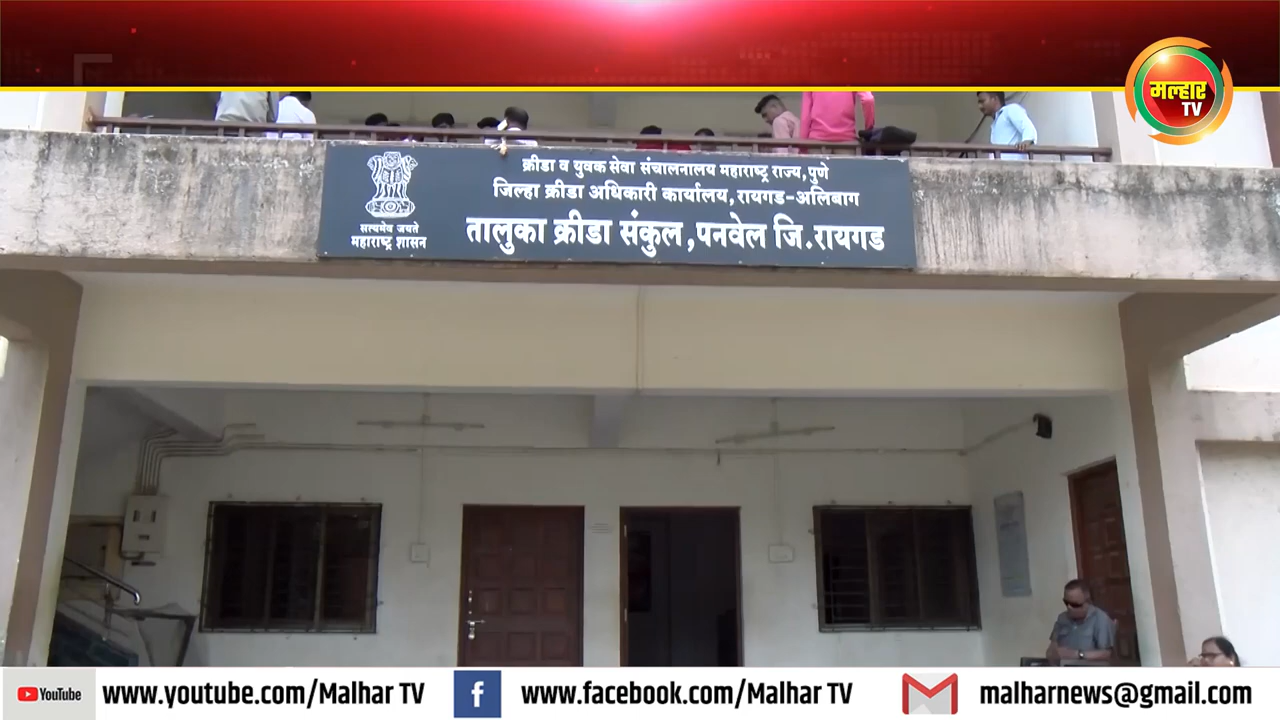 मल्हार
TV
क्रीडा व युवक सेवा संचालनालय महाराष्ट्र राज्य, पुणे
जिल्हा क्रीडा अधिकारी कार्यालय, रायगड-अलिबाग
तालुका क्रीडा संकुल, पनवेल जि. रायगड
सत्यमेव जयते
महाराष्ट्र शासन
YouTube
www.youtube.com/Malhar TV
www.facebook.com/Malhar TV
malharnews@gmail.com